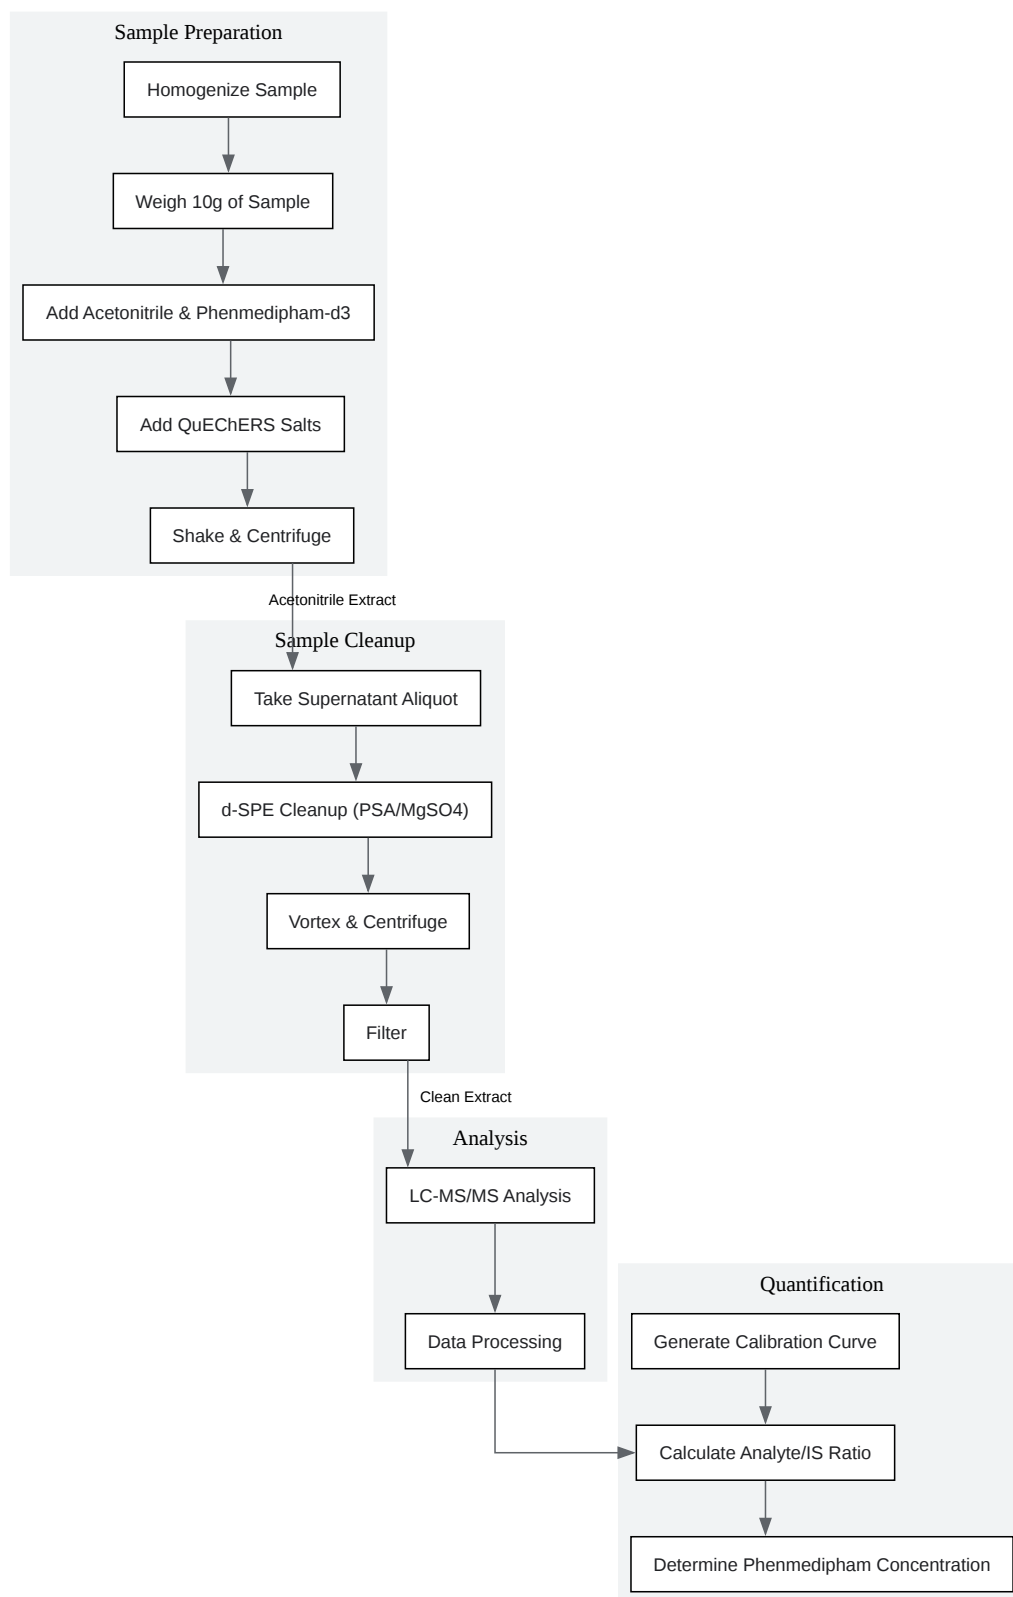 Sample Preparation
Homogenize Sample
Weigh 10g of Sample
Add Acetonitrile & Phenmedipham-d3
Add QuEChERS Salts
Shake & Centrifuge
Acetonitrile Extract
Sample Cleanup
Take Supernatant Aliquot
d-SPE Cleanup (PSA/MgSO4)
Vortex & Centrifuge
Filter
Clean Extract
Analysis
LC-MS/MS Analysis
Data Processing
Quantification
Generate Calibration Curve
Calculate Analyte/IS Ratio
Determine Phenmedipham Concentration